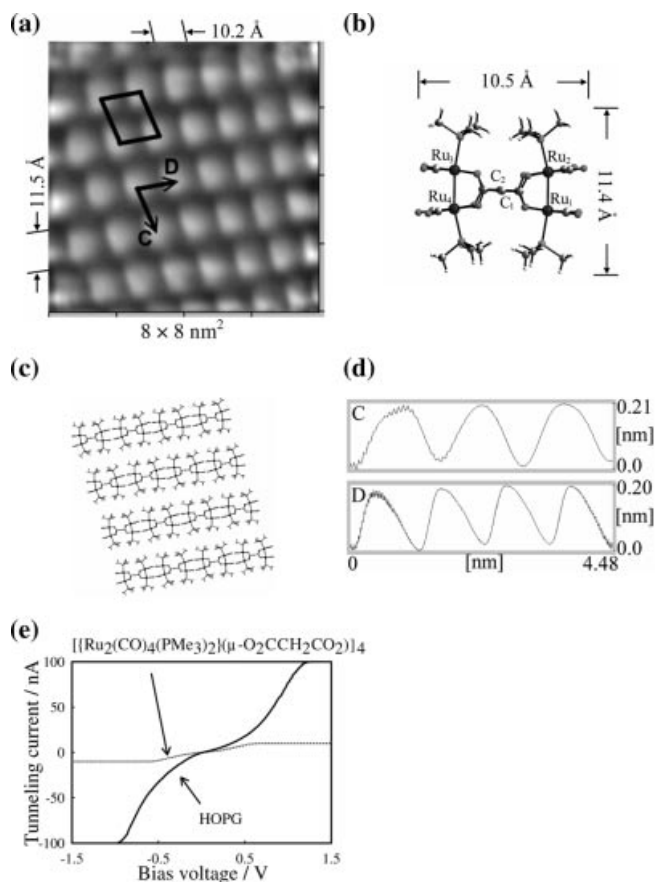 (a)
10.2 Å
11.5 Å
D
C
8 × 8 nm²
(b)
10.5 Å
Ru₃
Ru₂
C₂
C₁
Ru₄
Ru₁
11.4 Å
(c)
(d)
C
0.21
[nm]
0.0
D
0.20
[nm]
0.0
0
[nm]
4.48
(e)
[{Ru2(CO)4(PMe3)2}(μ-O2CCH2CO2)]4
100
50
0
-50
-100
Tunneling current / nA
HOPG
-1.5
-0.5
0.5
1.5
Bias voltage / V